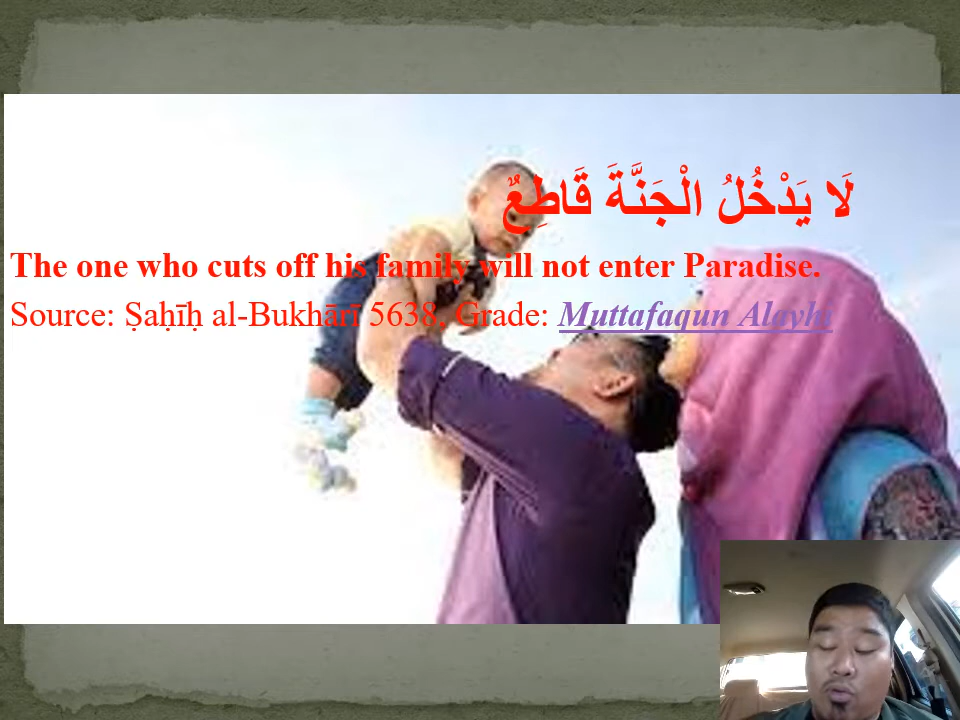 لَا يَدْخُلُ الْجَنَّةَ قَاطِعٌ
The one who cuts off his family will not enter Paradise.
Source: Ṣaḥīḥ al-Bukhārī 5638, Grade: Muttafaqun Alayhi